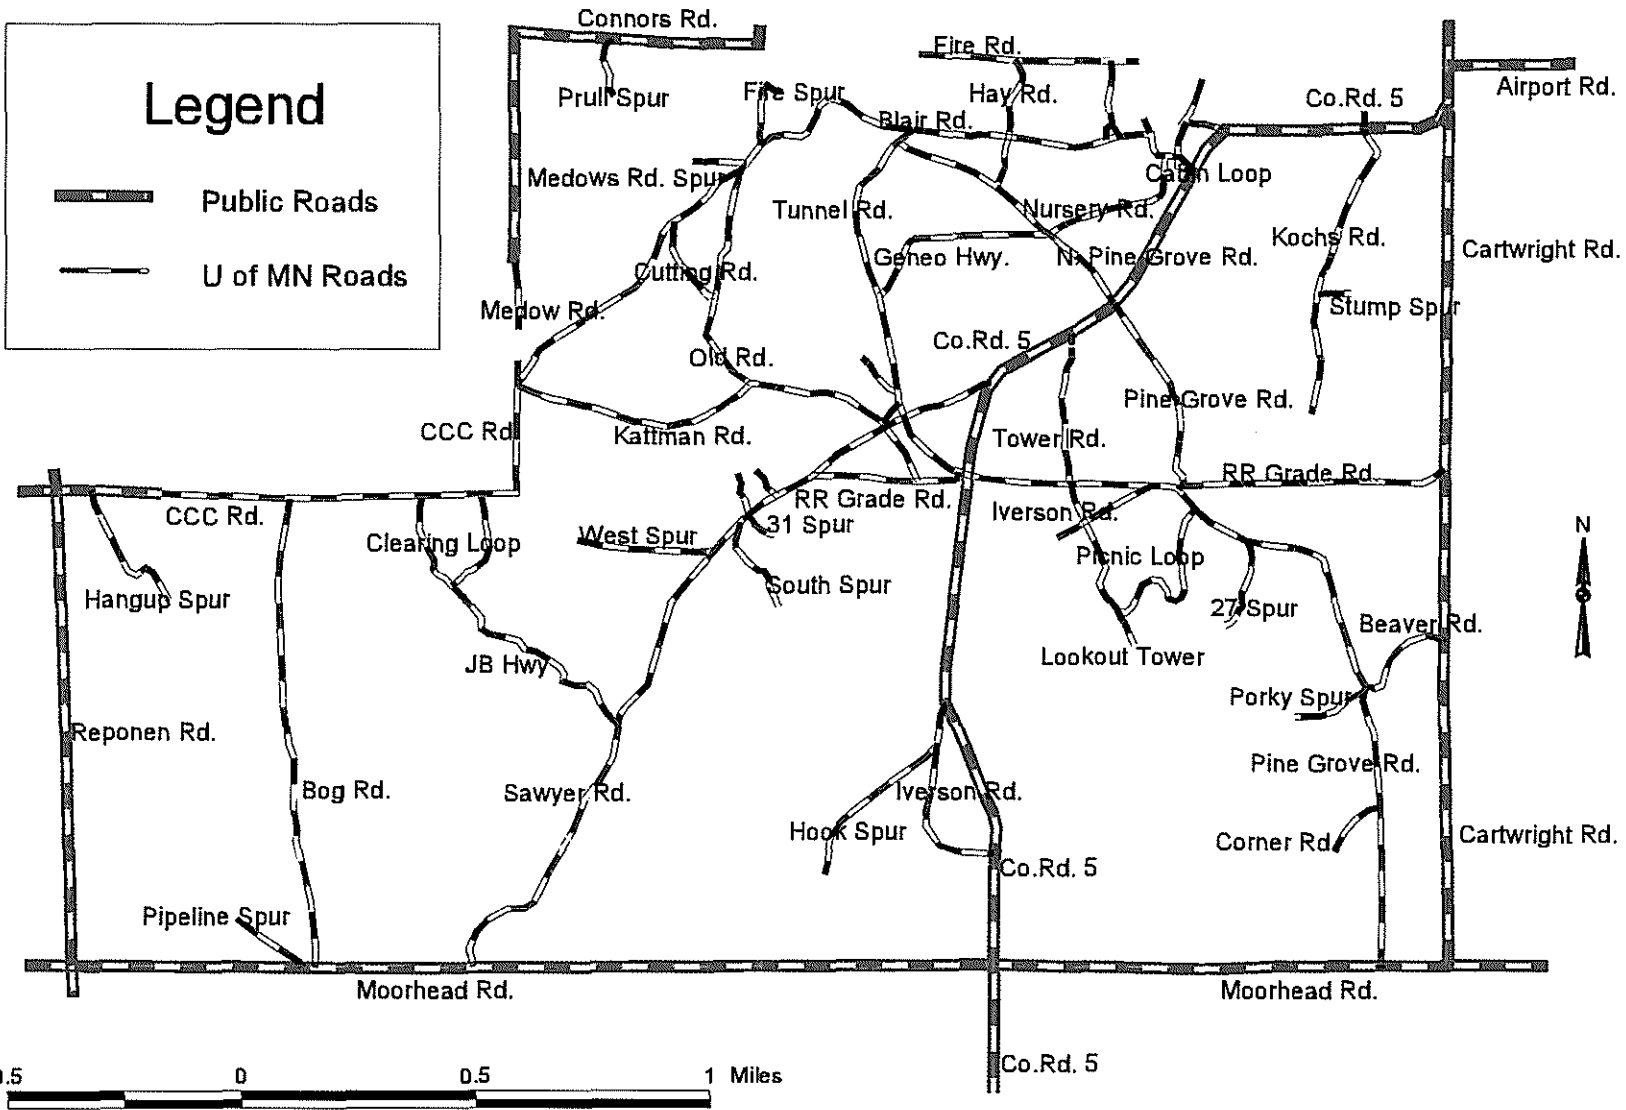 Connors Rd.
Legend
Public Roads
U of MN Roads
Prull Spur
Fire Spur
Fire Rd.
Hay Rd.
Co.Rd. 5
Airport Rd.
Blair Rd.
Medows Rd. Spur
Cabin Loop
Tunnel Rd.
Nursery Rd.
Kochs Rd.
Cartwright Rd.
Geneo Hwy.
N. Pine Grove Rd.
Cutting Rd.
Medow Rd.
Stump Spur
Co.Rd. 5
Old Rd.
Pine Grove Rd.
CCC Rd
Kattman Rd.
Tower Rd.
RR Grade Rd.
RR Grade Rd.
CCC Rd.
Iverson Rd.
31 Spur
West Spur
Clearing Loop
Picnic Loop
N
South Spur
Hangup Spur
27 Spur
Beaver Rd.
JB Hwy
Lookout Tower
Porky Spur
Reponen Rd.
Pine Grove Rd.
Bog Rd.
Sawyer Rd.
Iverson Rd.
Hook Spur
Corner Rd
Cartwright Rd.
Co.Rd. 5
Pipeline Spur
Moorhead Rd.
Moorhead Rd.
Co.Rd. 5
0.5 0 0.5 1 Miles